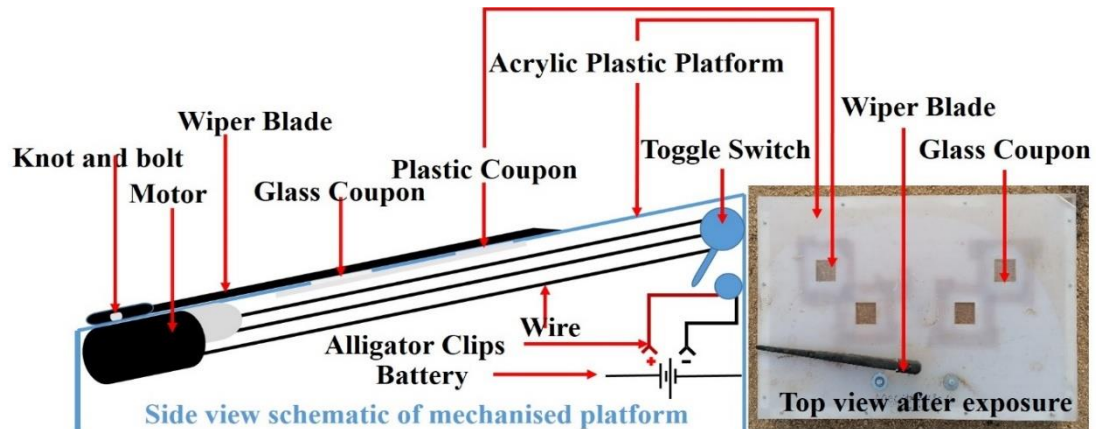 Acrylic Plastic Platform
Wiper Blade
Wiper Blade
Knot and bolt
Plastic Coupon
Toggle Switch
Glass Coupon
Motor
Glass Coupon
Wire
Alligator Clips
+
-
Battery
Side view schematic of mechanised platform
Top view after exposure